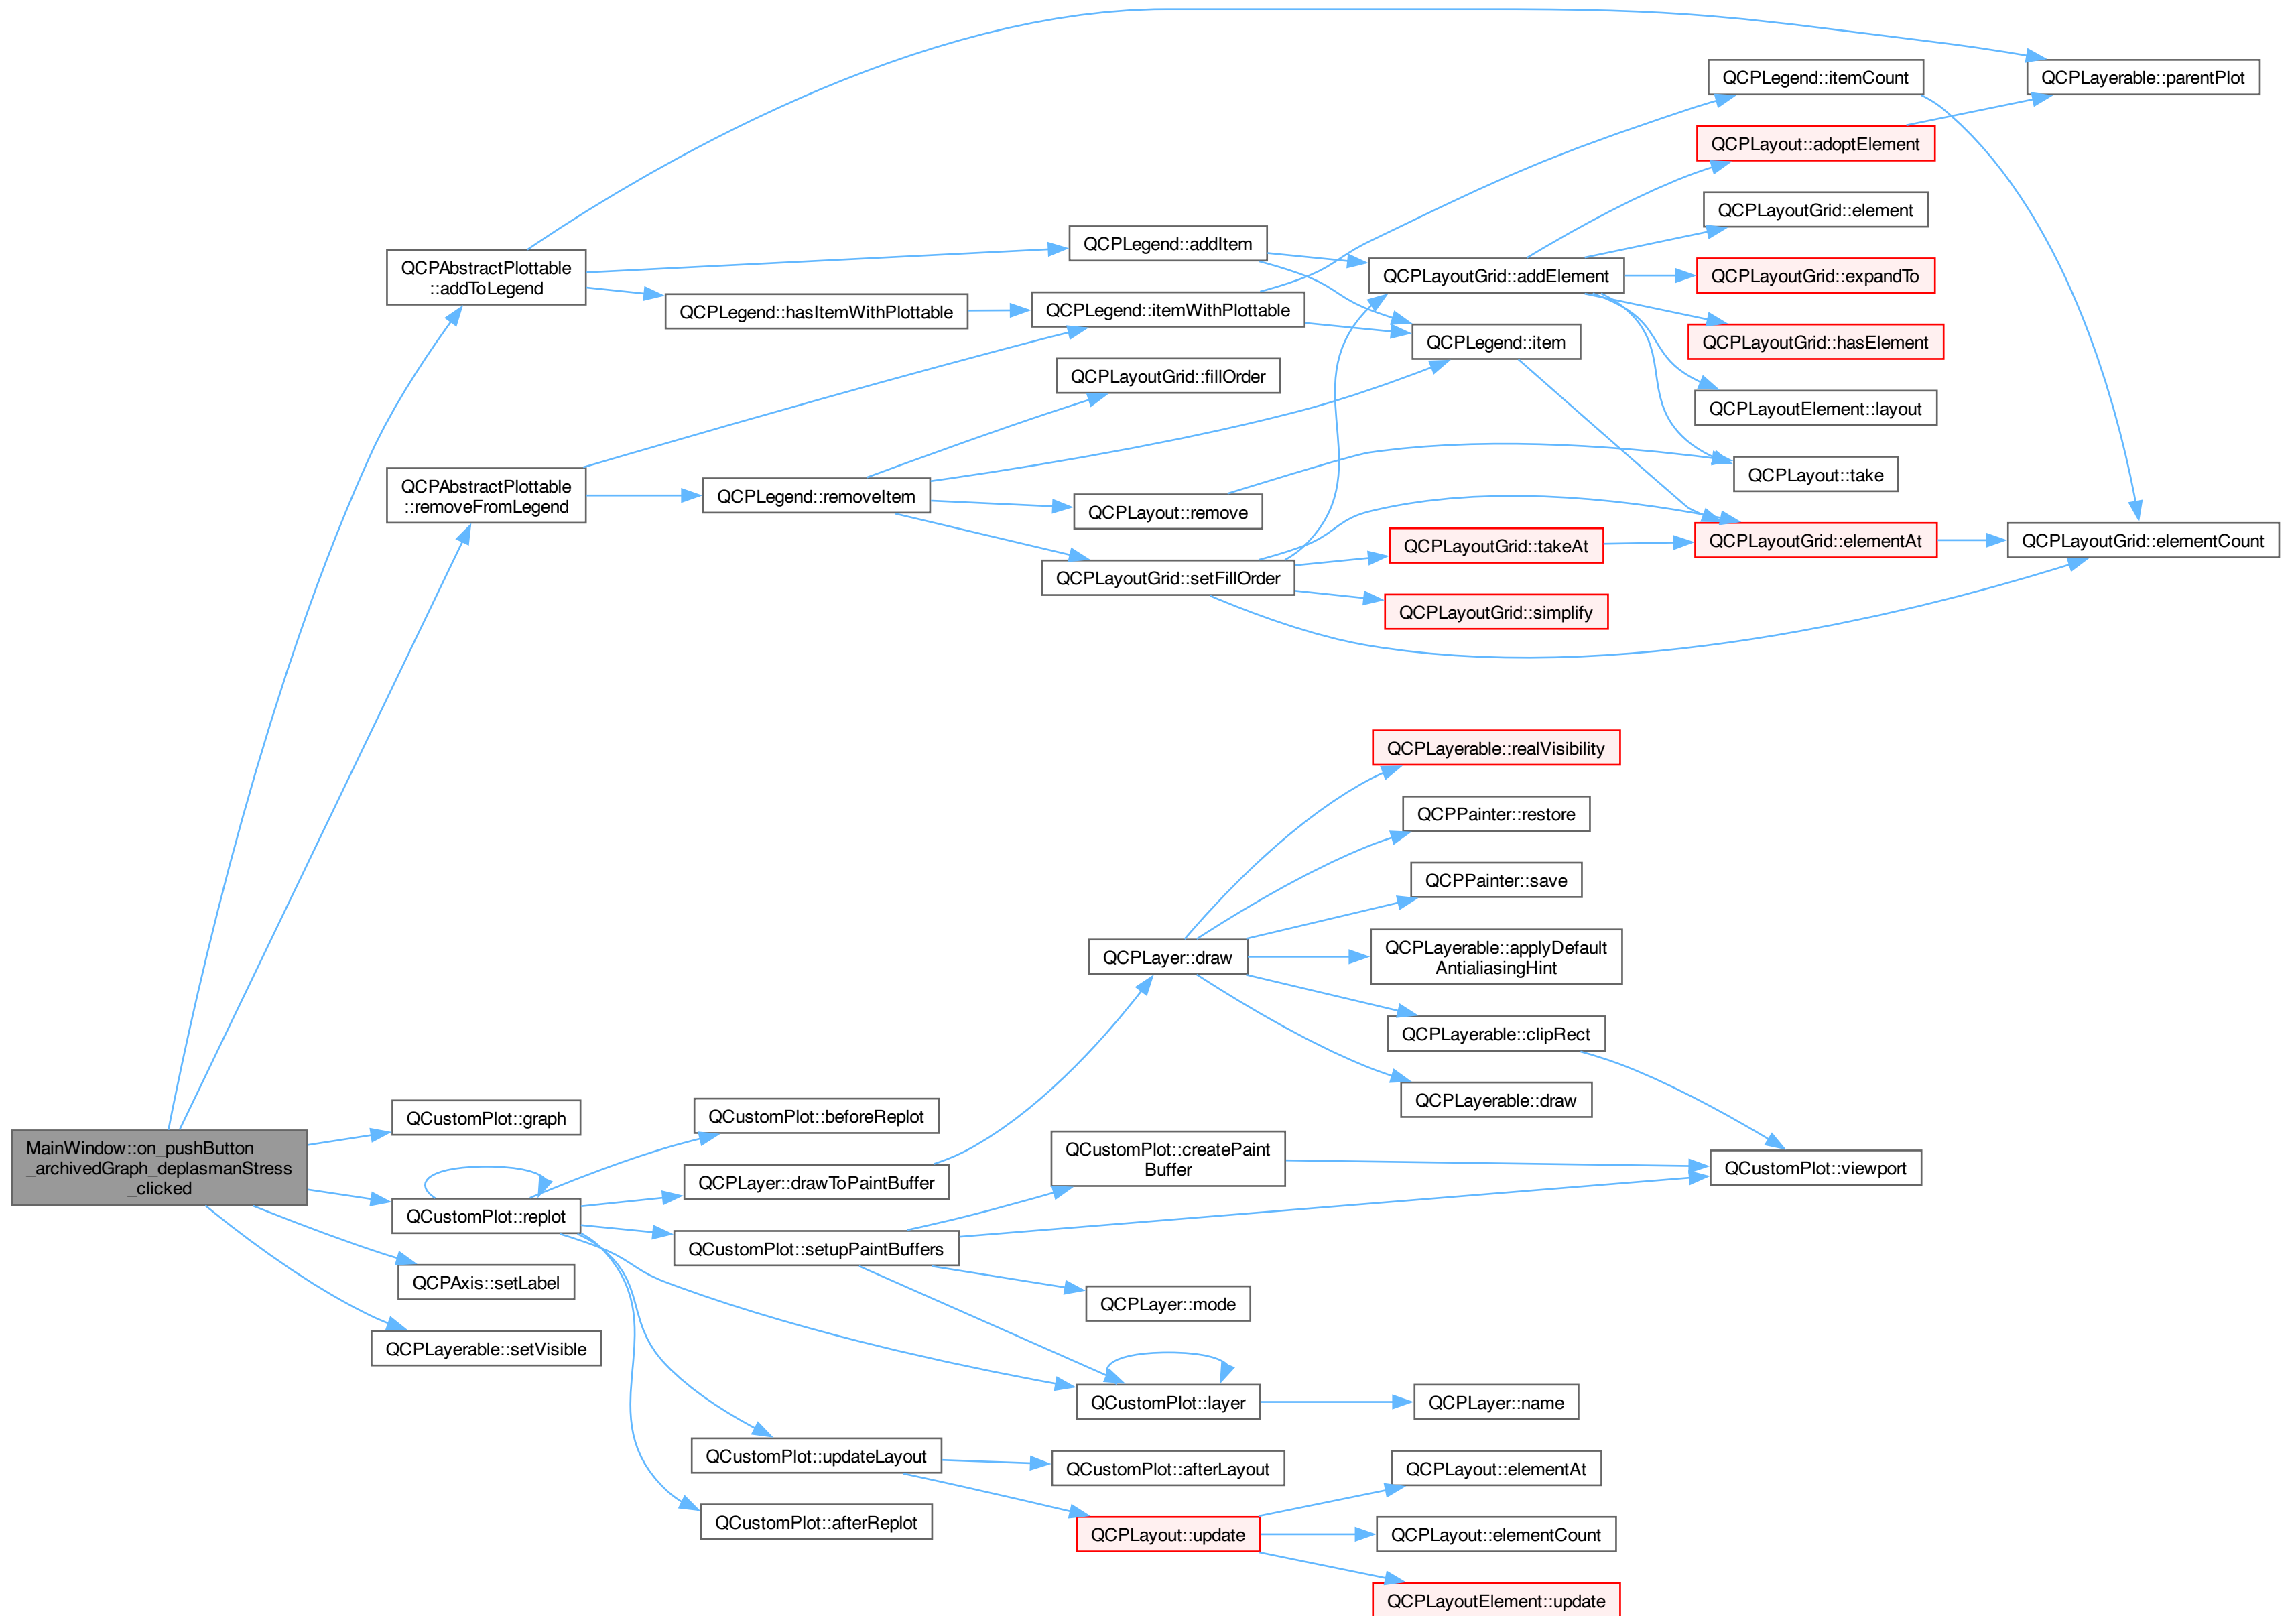 MainWindow::on_pushButton
_archivedGraph_deplasmanStress
_clicked
QCPAbstractPlottable
::addToLegend
QCPAbstractPlottable
::removeFromLegend
QCustomPlot::graph
QCustomPlot::replot
QCPAxis::setLabel
QCPLayerable::setVisible
QCPLegend::hasItemWithPlottable
QCPLegend::removeItem
QCustomPlot::beforeReplot
QCPLayer::drawToPaintBuffer
QCustomPlot::setupPaintBuffers
QCustomPlot::updateLayout
QCustomPlot::afterReplot
QCPLegend::addItem
QCPLegend::itemWithPlottable
QCPLayoutGrid::fillOrder
QCPLayout::remove
QCPLayoutGrid::setFillOrder
QCPLayer::draw
QCustomPlot::createPaint
Buffer
QCPLayer::mode
QCustomPlot::layer
QCustomPlot::afterLayout
QCPLayout::update
QCPLayoutGrid::addElement
QCPLegend::item
QCPLayoutGrid::takeAt
QCPLayoutGrid::simplify
QCPLayerable::realVisibility
QCPPainter::restore
QCPPainter::save
QCPLayerable::applyDefault
AntialiasingHint
QCPLayerable::clipRect
QCPLayerable::draw
QCPLayer::name
QCPLayout::elementAt
QCPLayout::elementCount
QCPLayoutElement::update
QCPLegend::itemCount
QCPLayout::adoptElement
QCPLayoutGrid::element
QCPLayoutGrid::expandTo
QCPLayoutGrid::hasElement
QCPLayoutElement::layout
QCPLayout::take
QCPLayoutGrid::elementAt
QCustomPlot::viewport
QCPLayerable::parentPlot
QCPLayoutGrid::elementCount